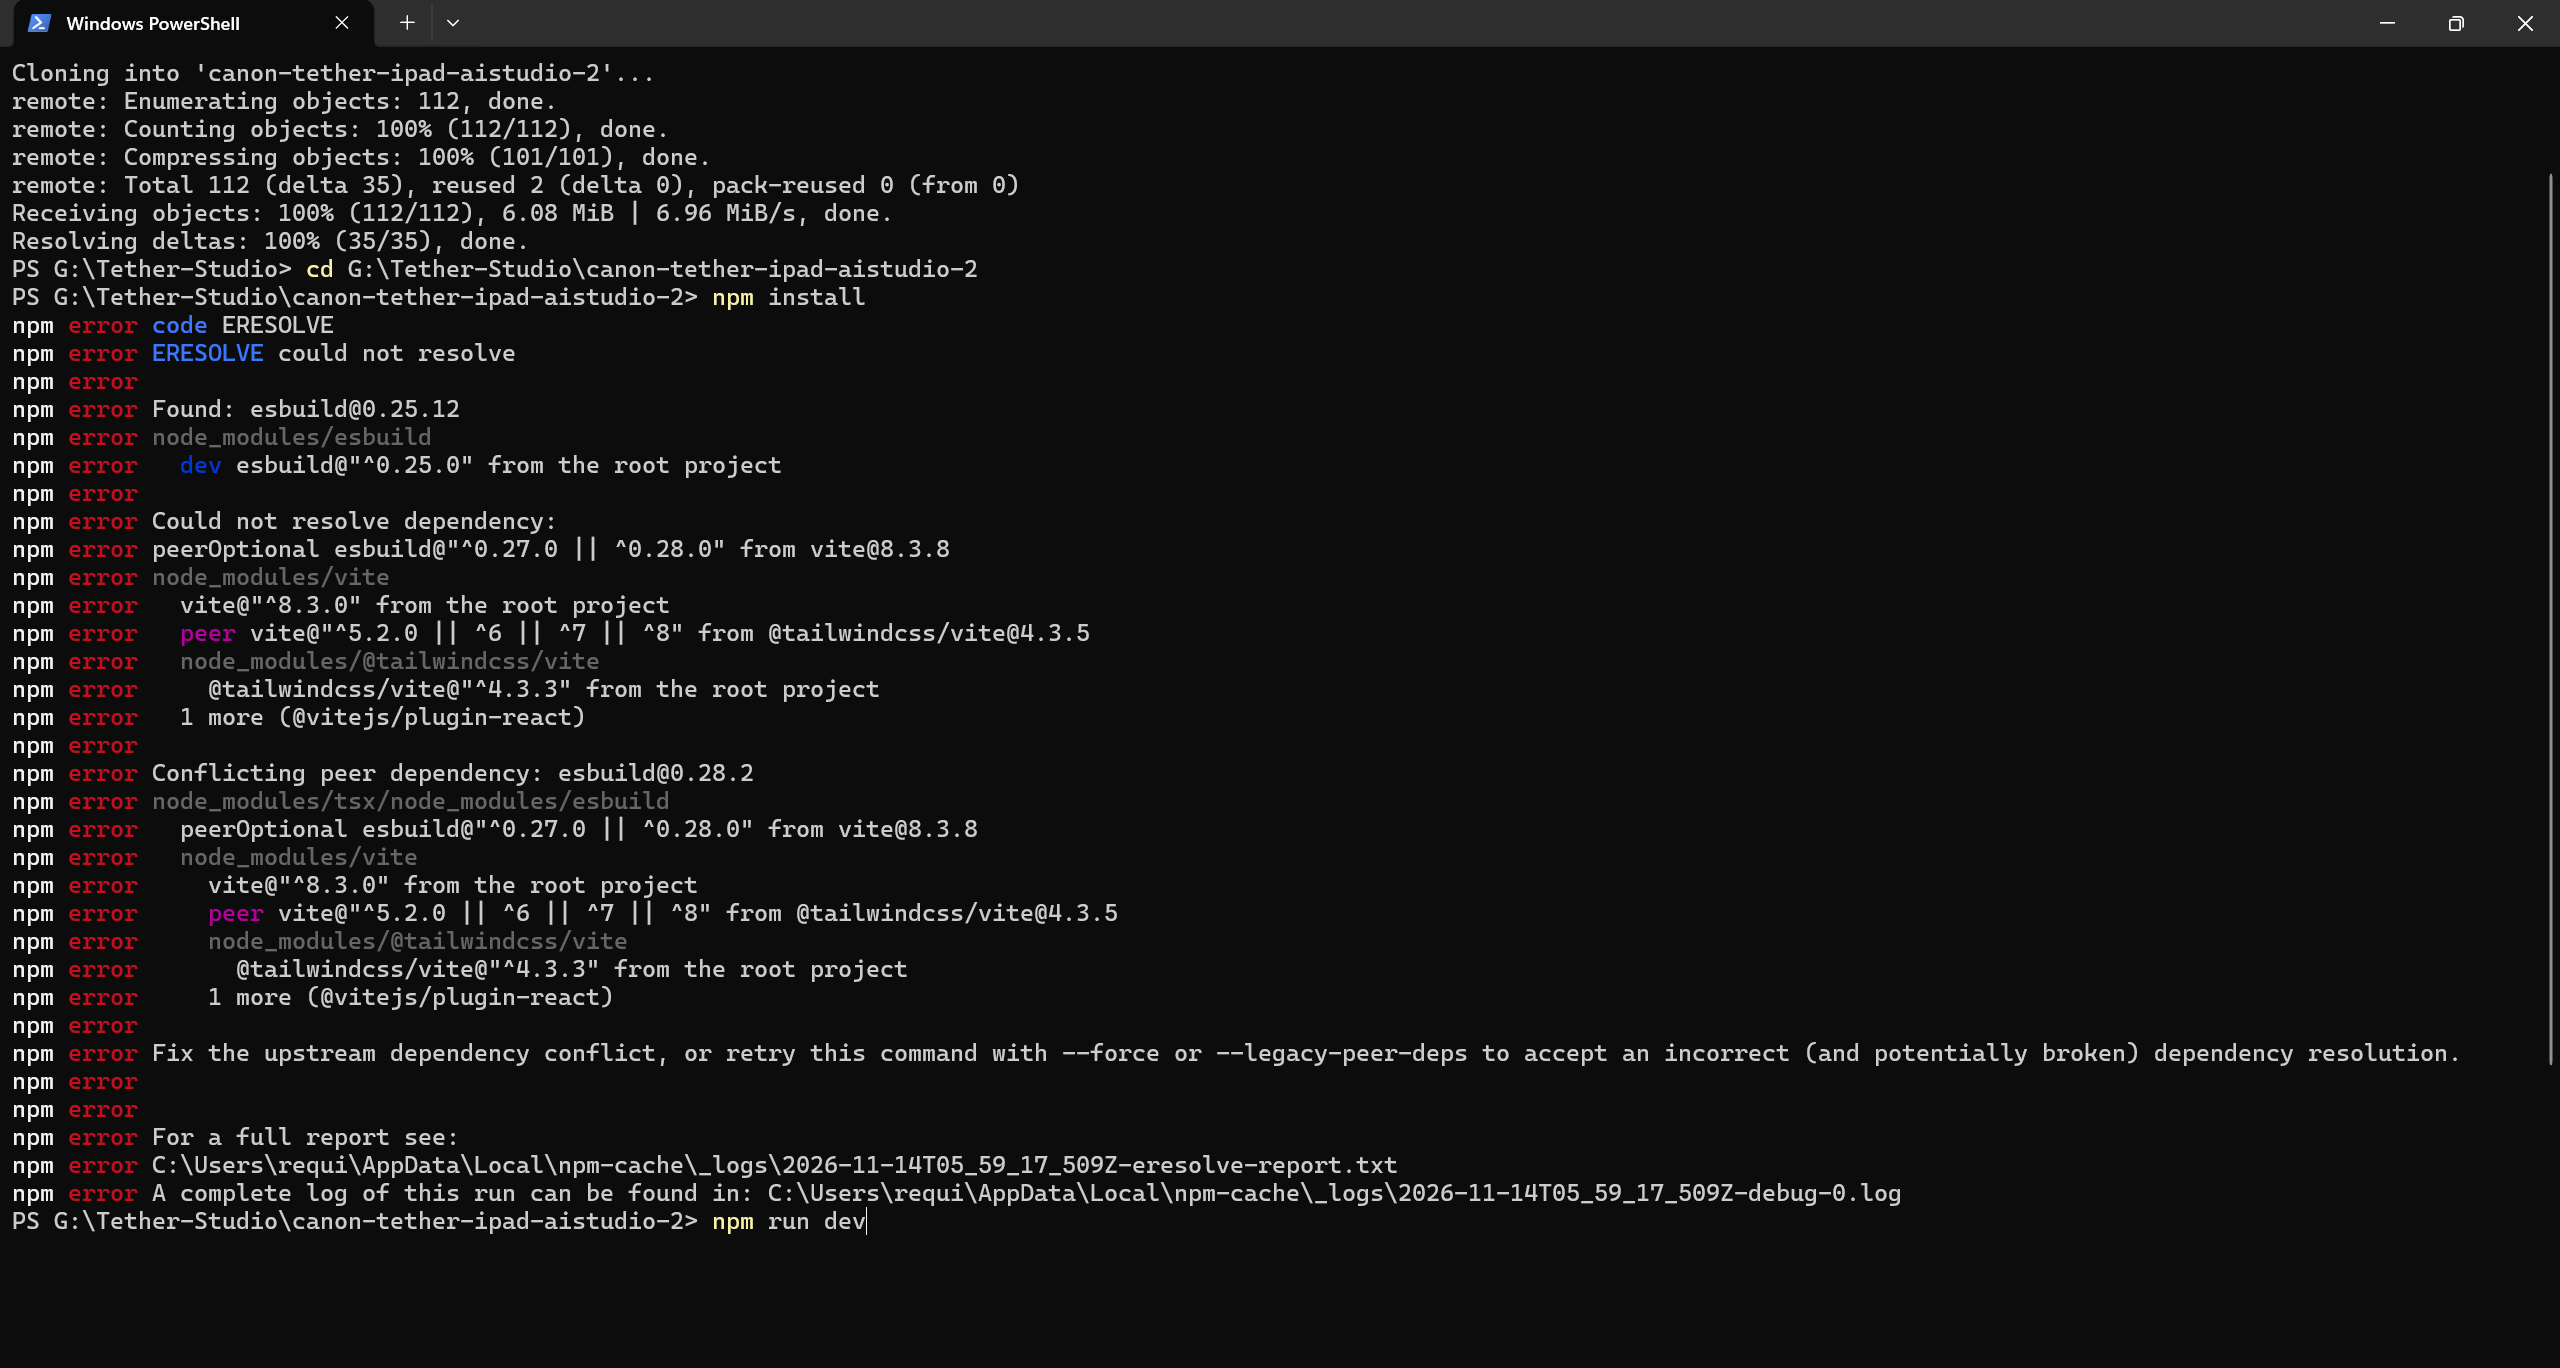 Windows PowerShell
Cloning into 'canon-tether-ipad-aistudio-2'...
remote: Enumerating objects: 112, done.
remote: Counting objects: 100% (112/112), done.
remote: Compressing objects: 100% (101/101), done.
remote: Total 112 (delta 35), reused 2 (delta 0), pack-reused 0 (from 0)
Receiving objects: 100% (112/112), 6.08 MiB | 6.96 MiB/s, done.
Resolving deltas: 100% (35/35), done.
PS G:\Tether-Studio> cd G:\Tether-Studio\canon-tether-ipad-aistudio-2
PS G:\Tether-Studio\canon-tether-ipad-aistudio-2> npm install
npm error code ERESOLVE
npm error ERESOLVE could not resolve
npm error
npm error Found: esbuild@0.25.12
npm error node_modules/esbuild
npm error   dev esbuild@"^0.25.0" from the root project
npm error
npm error Could not resolve dependency:
npm error peerOptional esbuild@"^0.27.0 || ^0.28.0" from vite@8.3.8
npm error node_modules/vite
npm error   vite@"^8.3.0" from the root project
npm error   peer vite@"^5.2.0 || ^6 || ^7 || ^8" from @tailwindcss/vite@4.3.5
npm error   node_modules/@tailwindcss/vite
npm error     @tailwindcss/vite@"^4.3.3" from the root project
npm error   1 more (@vitejs/plugin-react)
npm error
npm error Conflicting peer dependency: esbuild@0.28.2
npm error node_modules/tsx/node_modules/esbuild
npm error   peerOptional esbuild@"^0.27.0 || ^0.28.0" from vite@8.3.8
npm error   node_modules/vite
npm error     vite@"^8.3.0" from the root project
npm error     peer vite@"^5.2.0 || ^6 || ^7 || ^8" from @tailwindcss/vite@4.3.5
npm error     node_modules/@tailwindcss/vite
npm error       @tailwindcss/vite@"^4.3.3" from the root project
npm error     1 more (@vitejs/plugin-react)
npm error
npm error Fix the upstream dependency conflict, or retry this command with --force or --legacy-peer-deps to accept an incorrect (and potentially broken) dependency resolution.
npm error
npm error
npm error For a full report see:
npm error C:\Users\requi\AppData\Local\npm-cache\_logs\2026-11-14T05_59_17_509Z-eresolve-report.txt
npm error A complete log of this run can be found in: C:\Users\requi\AppData\Local\npm-cache\_logs\2026-11-14T05_59_17_509Z-debug-0.log
PS G:\Tether-Studio\canon-tether-ipad-aistudio-2> npm run dev